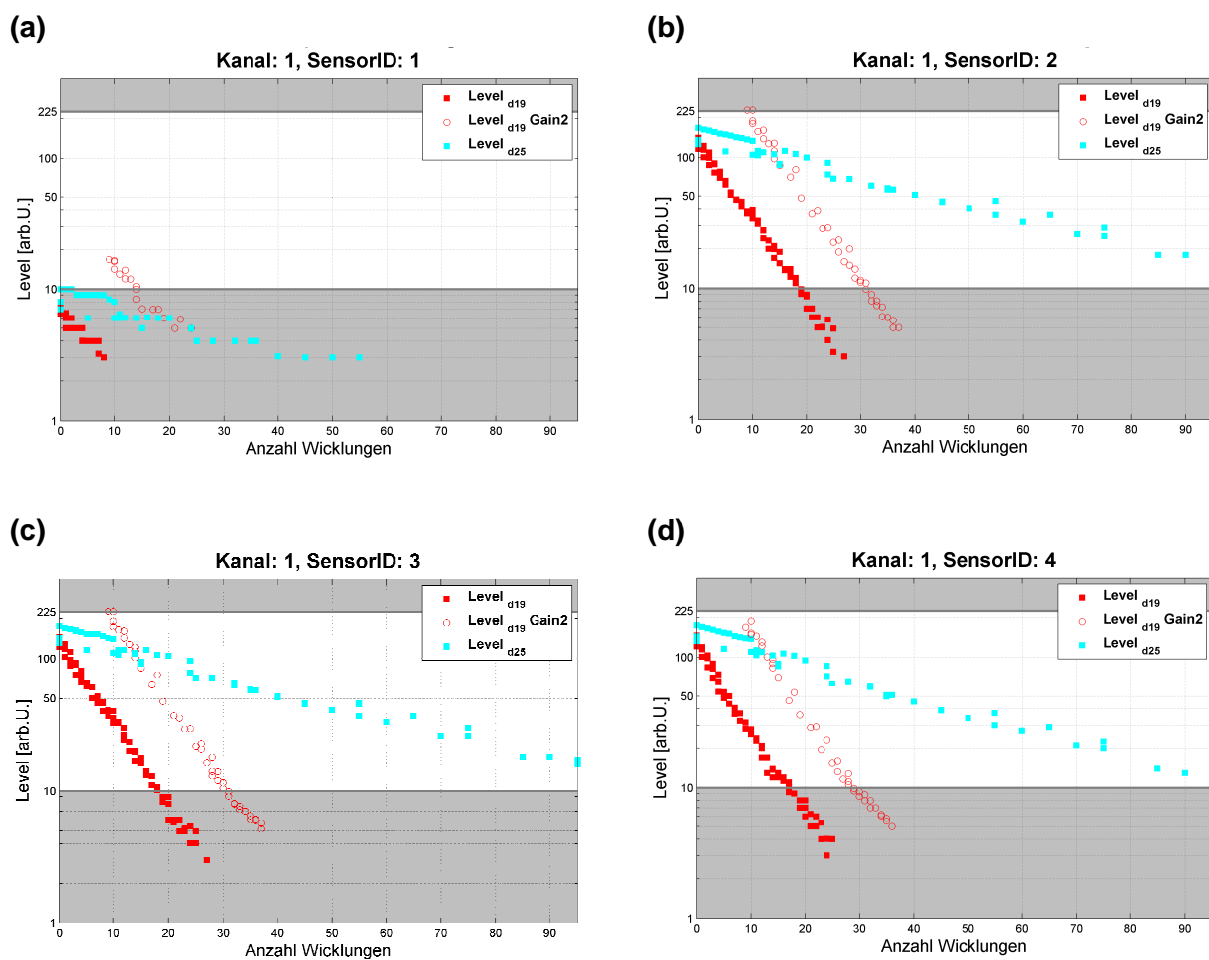 (a)
Kanal: 1, SensorID: 1
Level d19
Level d19 Gain2
Level d25
Level [arb.U.]
225
100
50
10
1
0 10 20 30 40 50 60 70 80 90
Anzahl Wicklungen
(b)
Kanal: 1, SensorID: 2
Level d19
Level d19 Gain2
Level d25
Level [arb.U.]
225
100
50
10
1
0 10 20 30 40 50 60 70 80 90
Anzahl Wicklungen
(c)
Kanal: 1, SensorID: 3
Level d19
Level d19 Gain2
Level d25
Level [arb.U.]
225
100
50
10
1
0 10 20 30 40 50 60 70 80 90
Anzahl Wicklungen
(d)
Kanal: 1, SensorID: 4
Level d19
Level d19 Gain2
Level d25
Level [arb.U.]
225
100
50
10
1
0 10 20 30 40 50 60 70 80 90
Anzahl Wicklungen